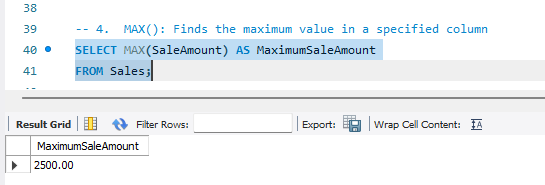 38
39 -- 4. MAX(): Finds the maximum value in a specified column
40 SELECT MAX(SaleAmount) AS MaximumSaleAmount
41 FROM Sales;
Result Grid Filter Rows: Export: Wrap Cell Content: IA
MaximumSaleAmount
2500.00